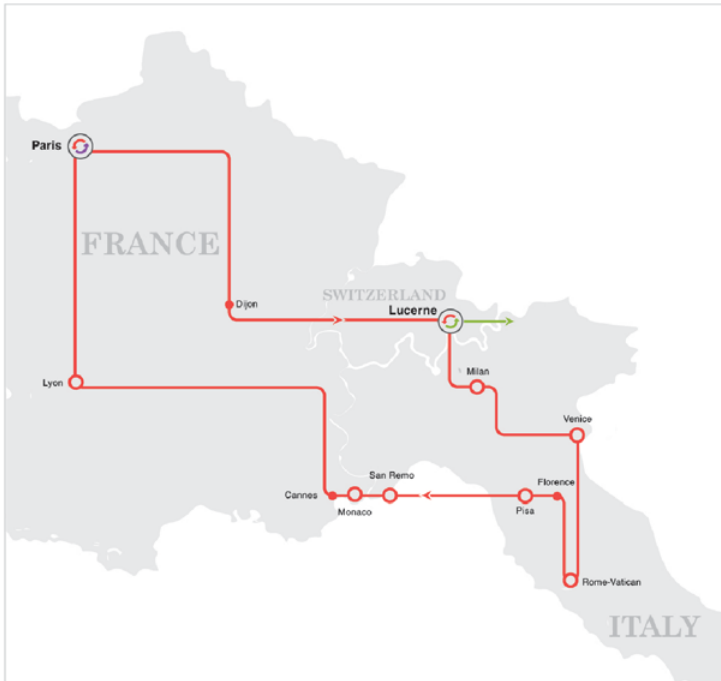 Paris
FRANCE
SWITZERLAND
Dijon
Lucerne
Milan
Lyon
Venice
San Remo
Florence
Cannes
Monaco
Pisa
Rome-Vatican
ITALY